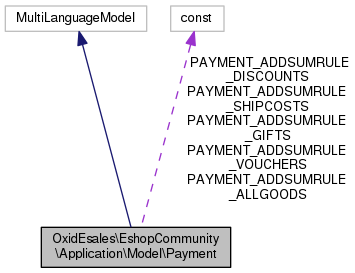 MultiLanguageModel
const
PAYMENT_ADDSUMRULE
_DISCOUNTS
PAYMENT_ADDSUMRULE
_SHIPCOSTS
PAYMENT_ADDSUMRULE
_GIFTS
PAYMENT_ADDSUMRULE
_VOUCHERS
PAYMENT_ADDSUMRULE
_ALLGOODS
OxidEsales\EshopCommunity
\Application\Model\Payment